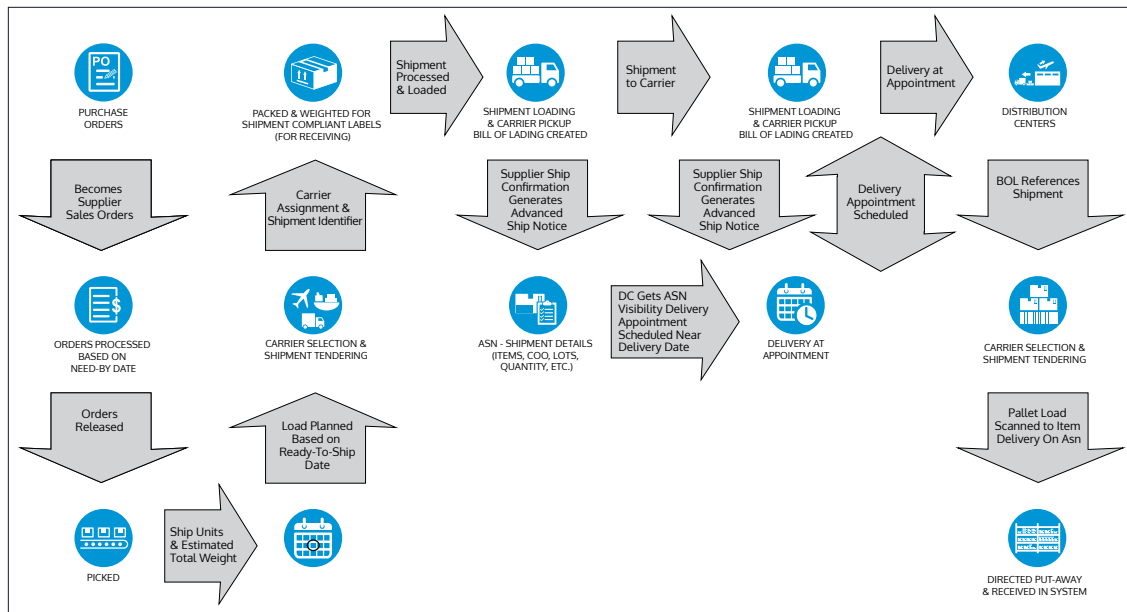 PO
PURCHASE
ORDERS
Becomes
Supplier
Sales Orders
ORDERS PROCESSED
BASED ON
NEED-BY DATE
$
Orders
Released
PICKED
Ship Units
& Estimated
Total Weight
Load Planned
Based on
Ready-To-Ship
Date
CARRIER SELECTION &
SHIPMENT TENDERING
Carrier
Assignment &
Shipment Identifier
PACKED & WEIGHTED FOR
SHIPMENT COMPLIANT LABELS
(FOR RECEIVING)
Shipment
Processed
& Loaded
SHIPMENT LOADING
& CARRIER PICKUP
BILL OF LADING CREATED
Supplier Ship
Confirmation
Generates
Advanced
Ship Notice
ASN - SHIPMENT DETAILS
(ITEMS, COO, LOTS,
QUANTITY, ETC.)
Shipment
to Carrier
SHIPMENT LOADING
& CARRIER PICKUP
BILL OF LADING CREATED
Supplier Ship
Confirmation
Generates
Advanced
Ship Notice
DC Gets ASN
Visibility Delivery
Appointment
Scheduled Near
Delivery Date
DELIVERY AT
APPOINTMENT
Delivery
Appointment
Scheduled
Delivery at
Appointment
DISTRIBUTION
CENTERS
BOL References
Shipment
CARRIER SELECTION &
SHIPMENT TENDERING
Pallet Load
Scanned to Item
Delivery On Asn
DIRECTED PUT-AWAY
& RECEIVED IN SYSTEM